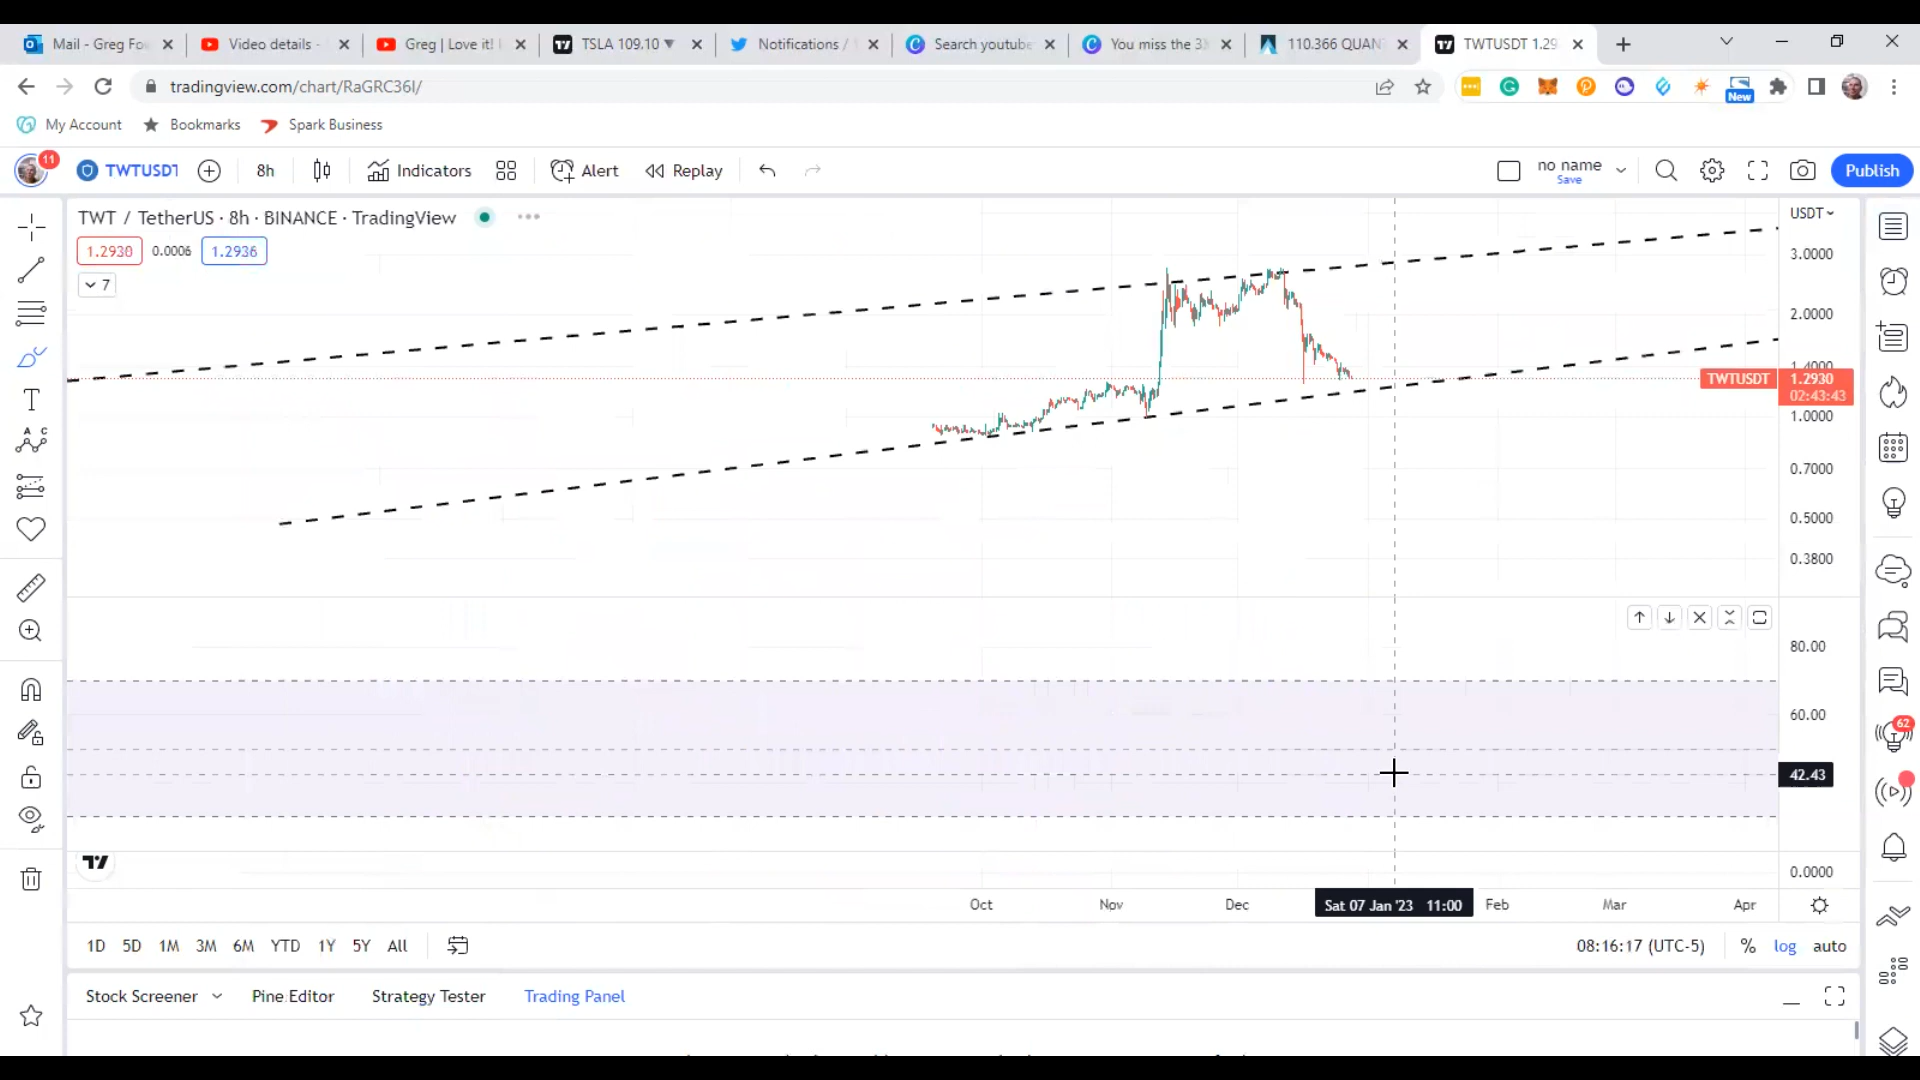 Mail - Greg Fo
Video details -
Greg | Love it!
TSLA 109.10 ▼
Notifications /
Search youtube
You miss the 3X
110.366 QUAN
TWTUSDT 1.29
tradingview.com/chart/RaGRC36I/
New
My Account
Bookmarks
Spark Business
11
TWTUSDT
8h
Indicators
Alert
Replay
no name
Save
Publish
TWT / TetherUS · 8h · BINANCE · TradingView
USDT
1.2930
0.0006
1.2936
7
3.0000
2.0000
1.4000
TWTUSDT
1.2930
02:43:43
1.0000
0.7000
0.5000
0.3800
80.00
60.00
62
42.43
0.0000
Oct
Nov
Dec
Sat 07 Jan '23 11:00
Feb
Mar
Apr
1D
5D
1M
3M
6M
YTD
1Y
5Y
All
08:16:17 (UTC-5)
%
log
auto
Stock Screener
Pine Editor
Strategy Tester
Trading Panel